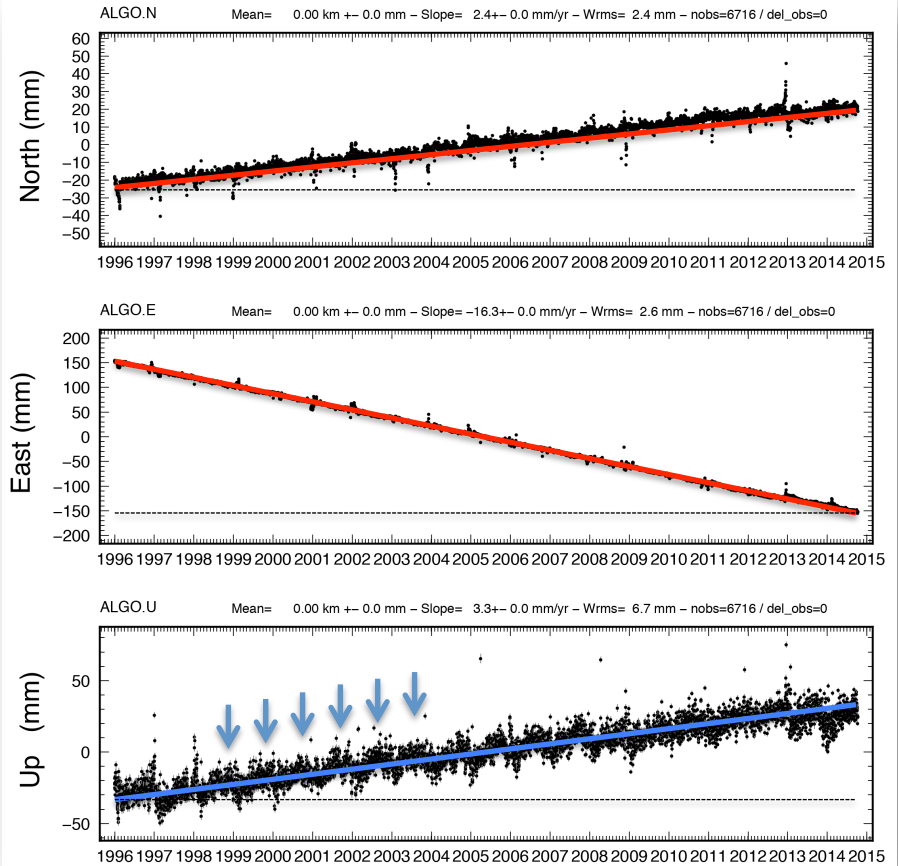 ALGO.N Mean= 0.00 km +− 0.0 mm − Slope= 2.4+− 0.0 mm/yr − Wrms= 2.4 mm − nobs=6716 / del_obs=0
North (mm)
60
50
40
30
20
10
0
−10
−20
−30
−40
−50
1996 1997 1998 1999 2000 2001 2002 2003 2004 2005 2006 2007 2008 2009 2010 2011 2012 2013 2014 2015
ALGO.E Mean= 0.00 km +− 0.0 mm − Slope= −16.3+− 0.0 mm/yr − Wrms= 2.6 mm − nobs=6716 / del_obs=0
East (mm)
200
150
100
50
0
−50
−100
−150
−200
1996 1997 1998 1999 2000 2001 2002 2003 2004 2005 2006 2007 2008 2009 2010 2011 2012 2013 2014 2015
ALGO.U Mean= 0.00 km +− 0.0 mm − Slope= 3.3+− 0.0 mm/yr − Wrms= 6.7 mm − nobs=6716 / del_obs=0
Up (mm)
50
0
−50
1996 1997 1998 1999 2000 2001 2002 2003 2004 2005 2006 2007 2008 2009 2010 2011 2012 2013 2014 2015